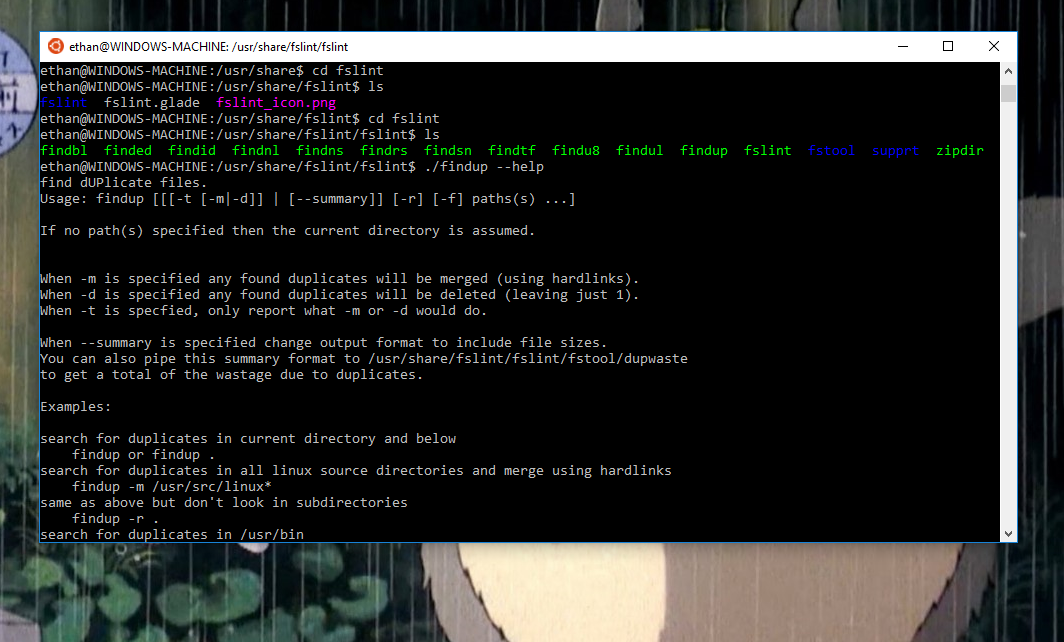 ethan@WINDOWS-MACHINE: /usr/share/fslint/fslint
ethan@WINDOWS-MACHINE:/usr/share$ cd fslint
ethan@WINDOWS-MACHINE:/usr/share/fslint$ ls
fslint  fslint.glade  fslint_icon.png
ethan@WINDOWS-MACHINE:/usr/share/fslint$ cd fslint
ethan@WINDOWS-MACHINE:/usr/share/fslint/fslint$ ls
findbl  finded  findid  findnl  findns  findrs  findsn  findtf  findu8  findul  findup  fslint  fstool  supprt  zipdir
ethan@WINDOWS-MACHINE:/usr/share/fslint/fslint$ ./findup --help
find dUPlicate files.
Usage: findup [[[-t [-m|-d]] | [--summary]] [-r] [-f] paths(s) ...]
If no path(s) specified then the current directory is assumed.
When -m is specified any found duplicates will be merged (using hardlinks).
When -d is specified any found duplicates will be deleted (leaving just 1).
When -t is specfied, only report what -m or -d would do.
When --summary is specified change output format to include file sizes.
You can also pipe this summary format to /usr/share/fslint/fslint/fstool/dupwaste
to get a total of the wastage due to duplicates.
Examples:
search for duplicates in current directory and below
    findup or findup .
search for duplicates in all linux source directories and merge using hardlinks
    findup -m /usr/src/linux*
same as above but don't look in subdirectories
    findup -r .
search for duplicates in /usr/bin